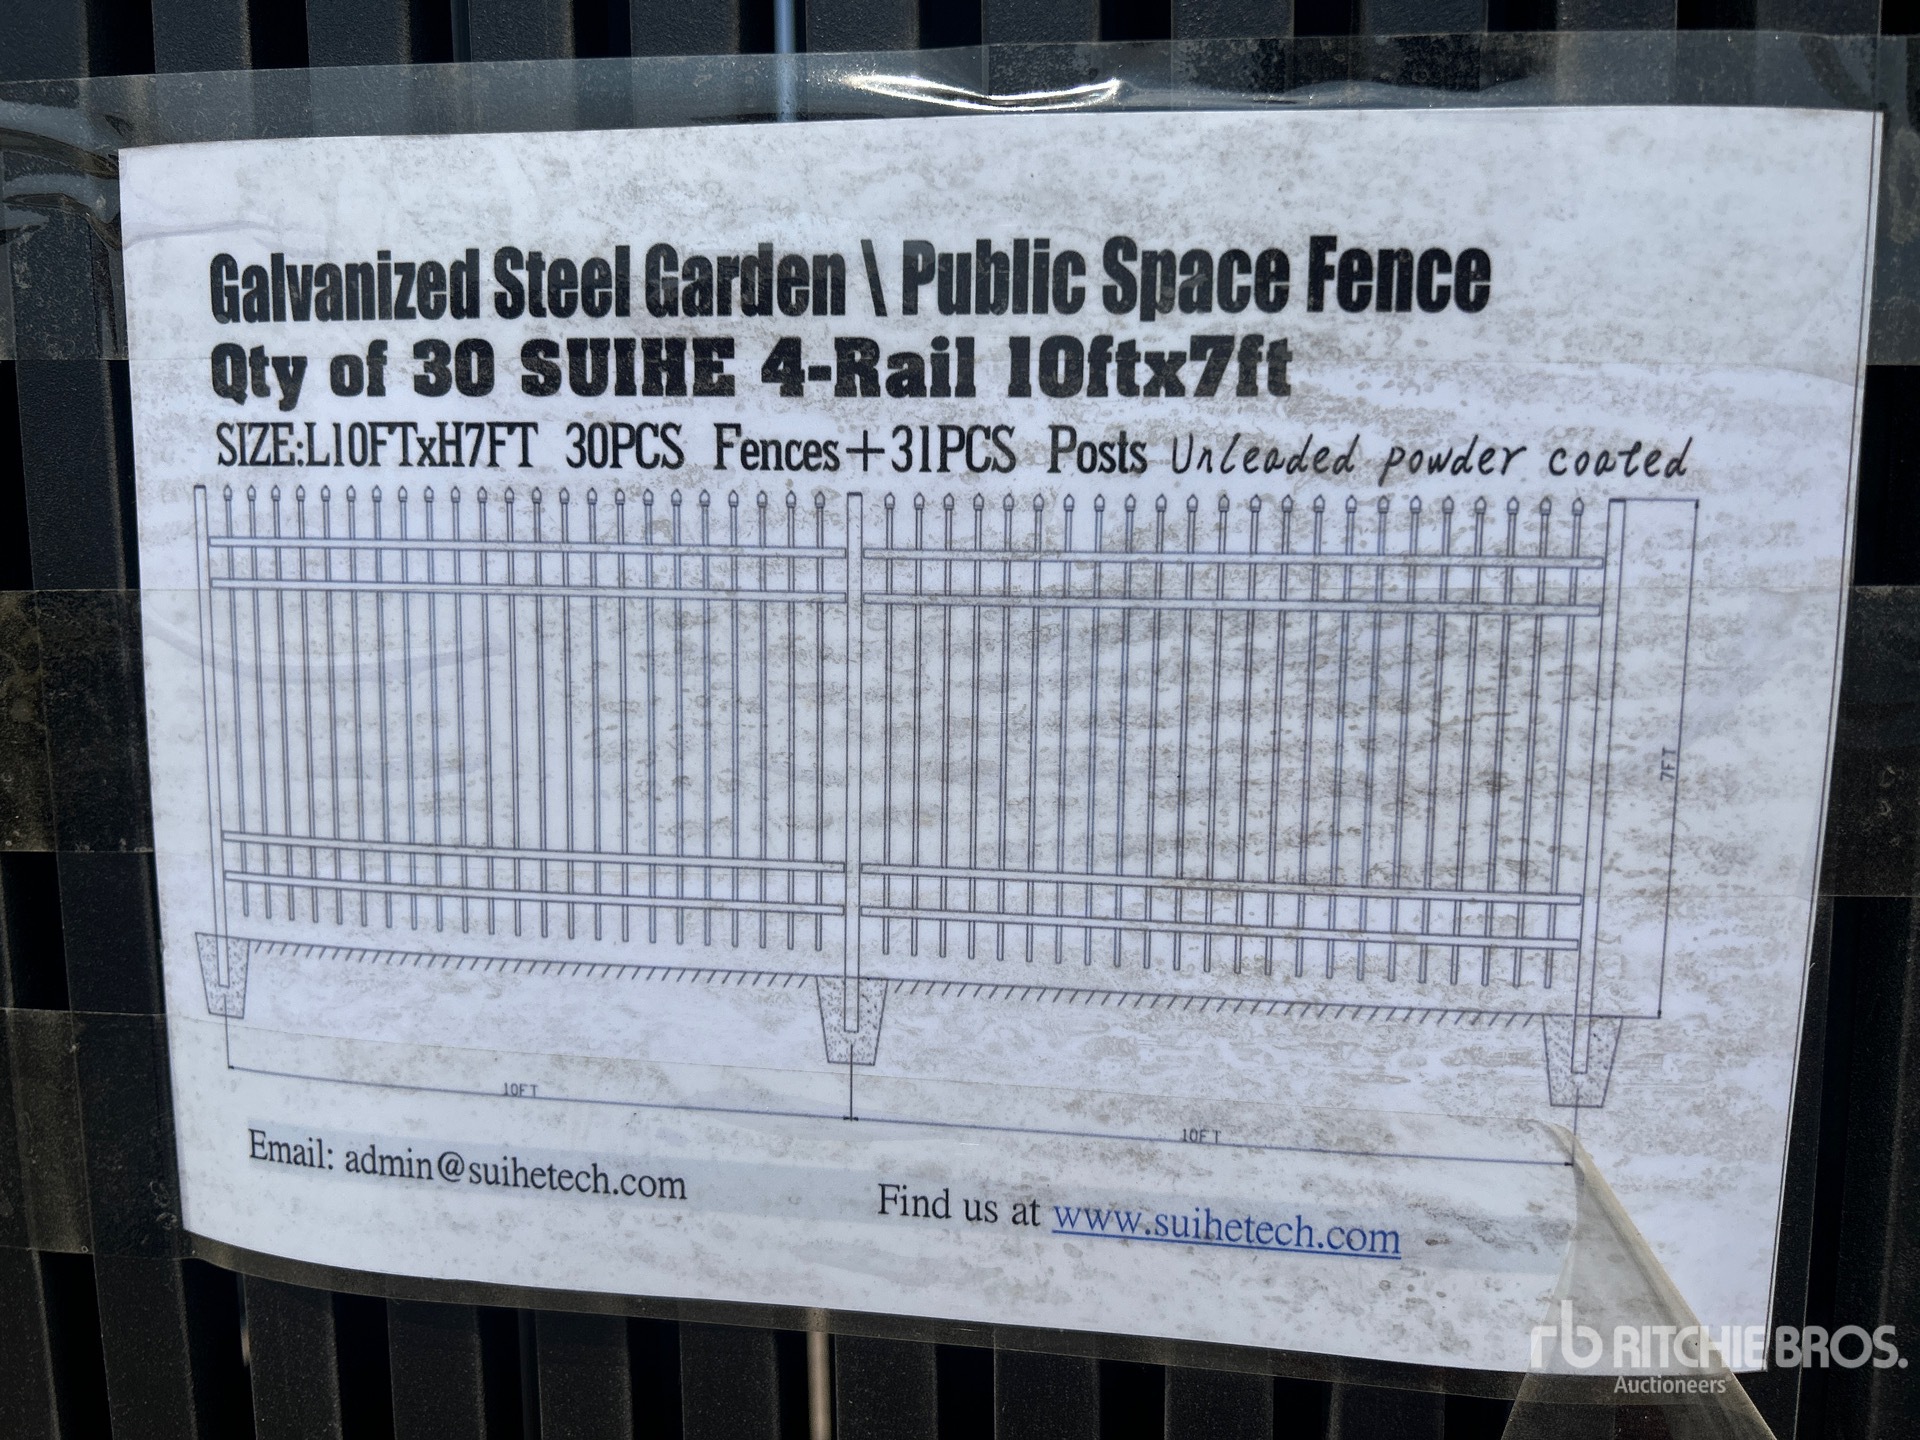 Galvanized Steel Garden \ Public Space Fence
Qty of 30 SUIHE 4-Rail 10ftx7ft
SIZE:L10FTxH7FT 30PCS Fences+31PCS Posts Unleaded powder coated
7FT
10FT
10FT
Email: admin@suihetech.com
Find us at www.suihetech.com
rb RITCHIE BROS.
Auctioneers